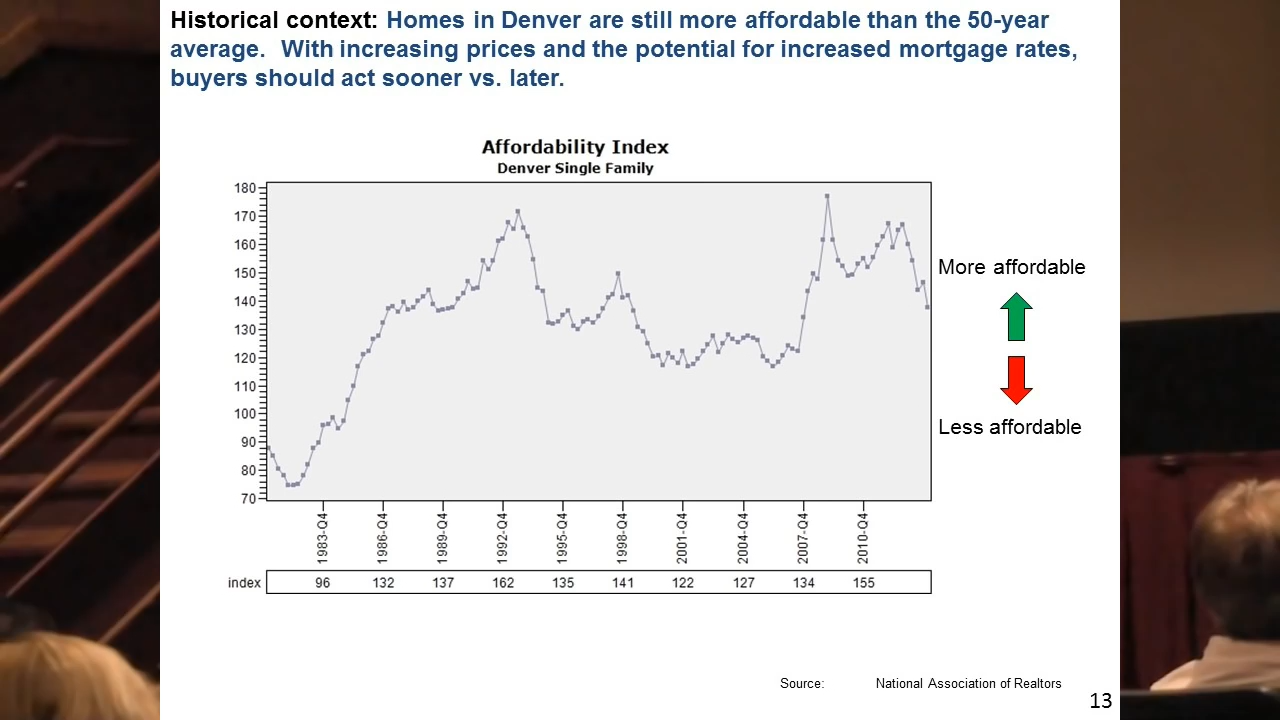 Historical context: Homes in Denver are still more affordable than the 50-year
average. With increasing prices and the potential for increased mortgage rates,
buyers should act sooner vs. later.
Affordability Index
Denver Single Family
180
170
160
150
140
130
120
110
100
90
80
70
More affordable
Less affordable
1983-Q4 1986-Q4 1989-Q4 1992-Q4 1995-Q4 1998-Q4 2001-Q4 2004-Q4 2007-Q4 2010-Q4
index 96 132 137 162 135 141 122 127 134 155
Source: National Association of Realtors
13